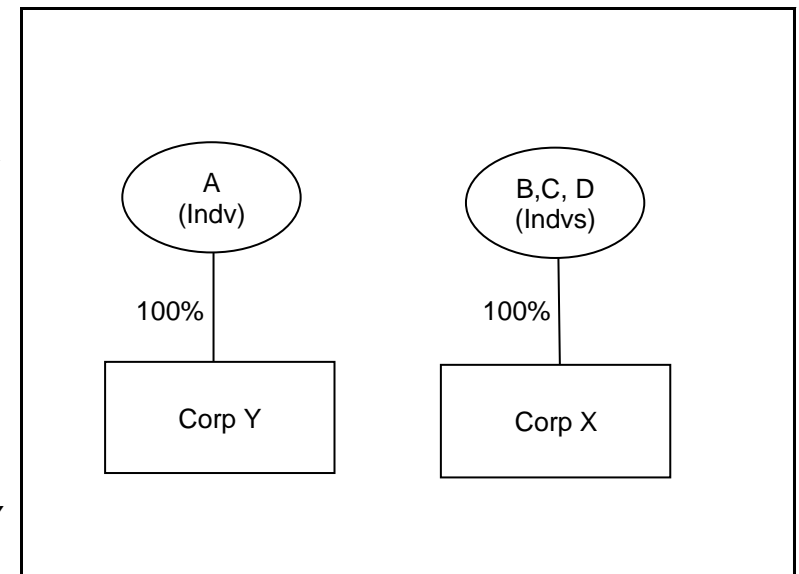 A
(Indv)
B,C, D
(Indvs)
100%
100%
Corp Y
Corp X